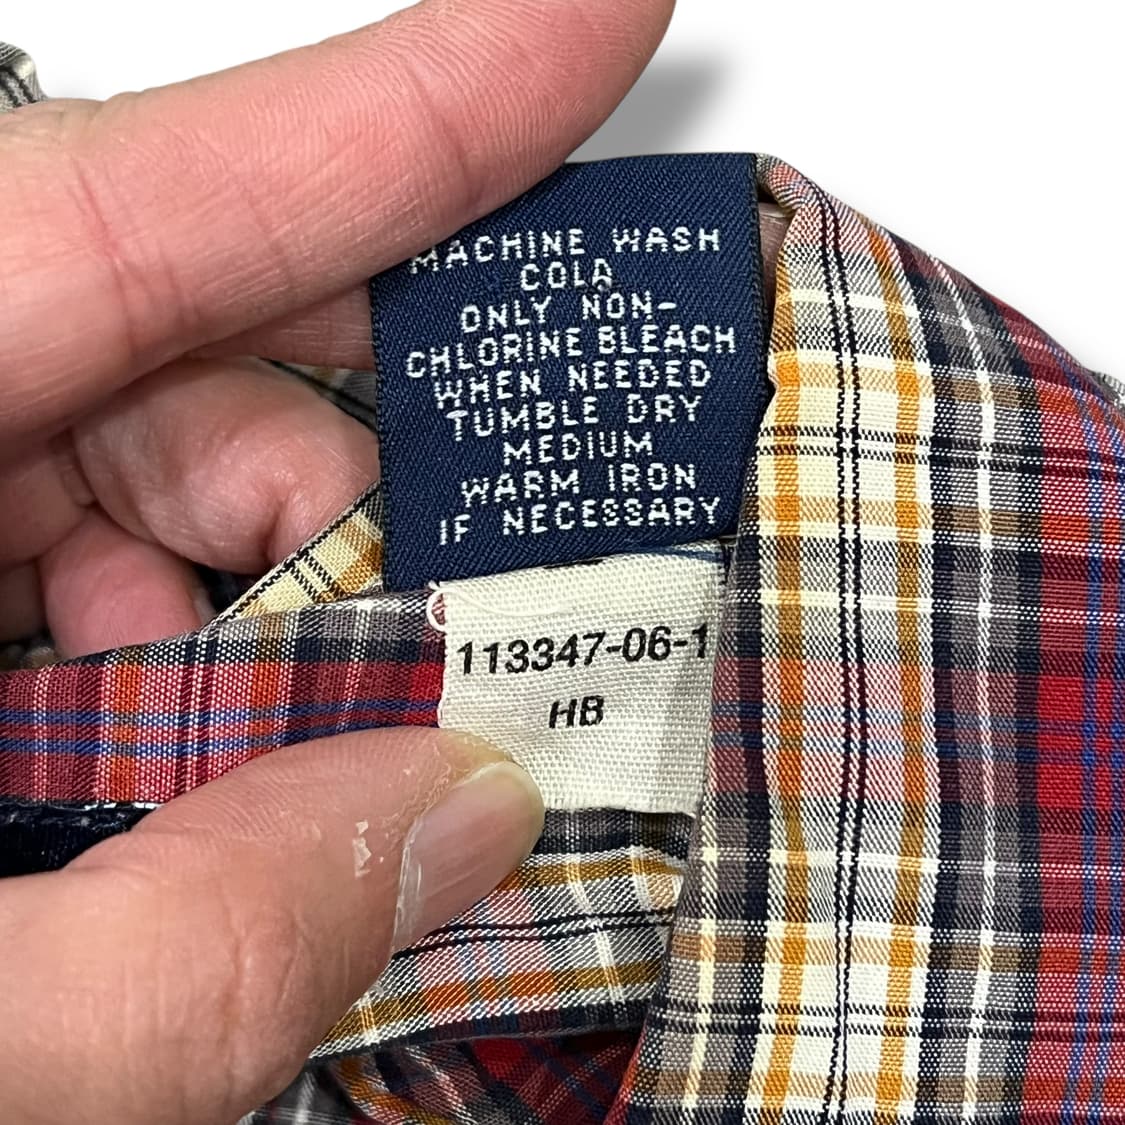 MACHINE WASH
COLA
ONLY NON-
CHLORINE BLEACH
WHEN NEEDED
TUMBLE DRY
MEDIUM
WARM IRON
IF NECESSARY
113347-06-1
HB